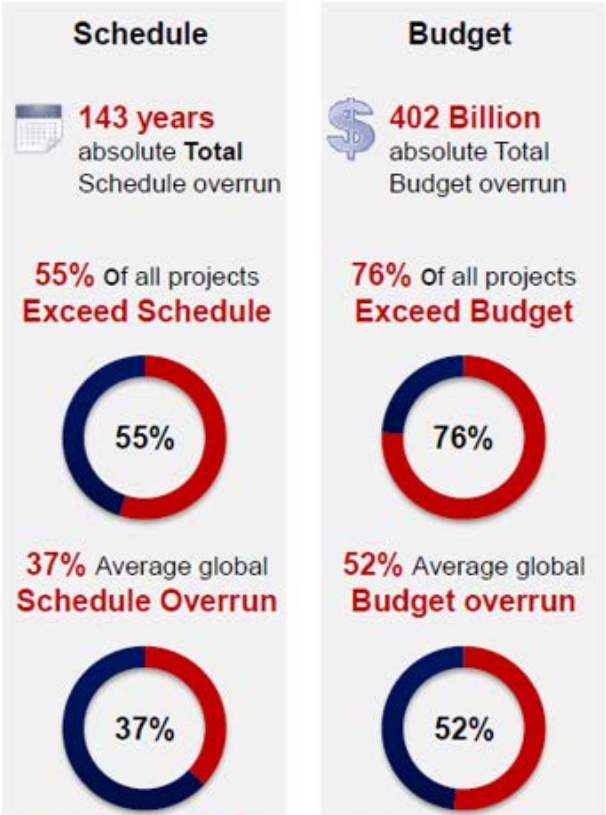 Schedule
143 years
absolute Total
Schedule overrun
55% Of all projects
Exceed Schedule
55%
37% Average global
Schedule Overrun
37%
Budget
$
402 Billion
absolute Total
Budget overrun
76% Of all projects
Exceed Budget
76%
52% Average global
Budget overrun
52%